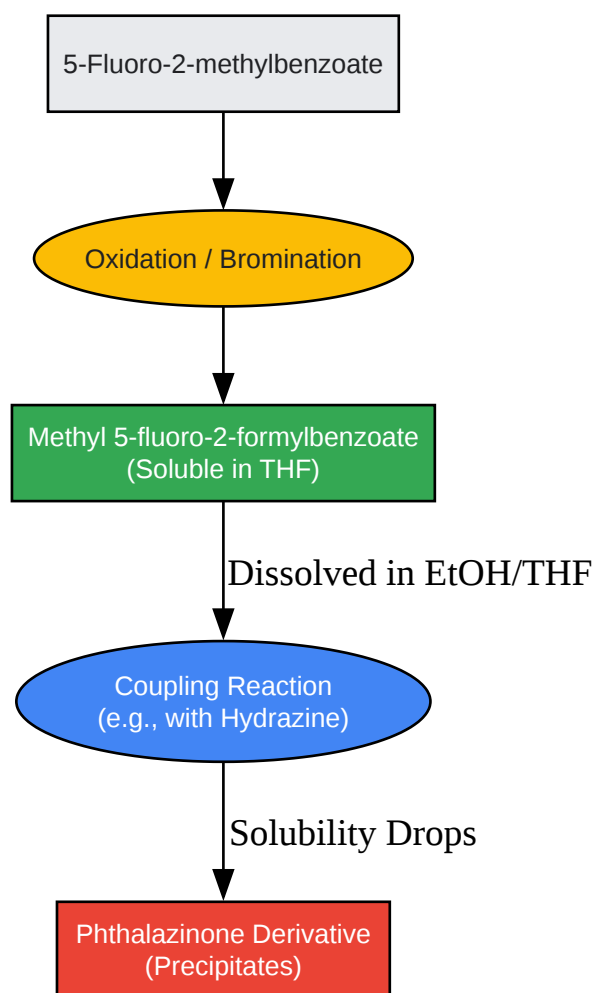 5-Fluoro-2-methylbenzoate
Oxidation / Bromination
Methyl 5-fluoro-2-formylbenzoate
(Soluble in THF)
Dissolved in EtOH/THF
Coupling Reaction
(e.g., with Hydrazine)
Solubility Drops
Phthalazinone Derivative
(Precipitates)